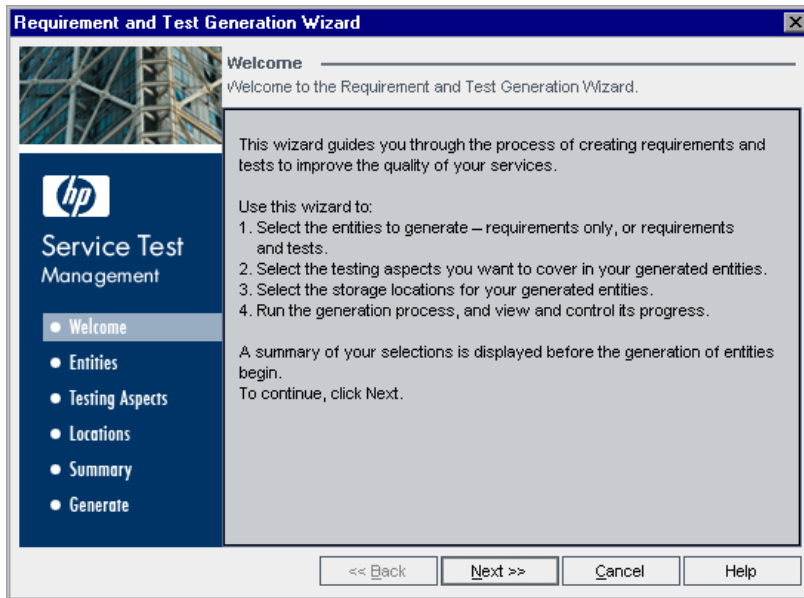 Requirement and Test Generation Wizard
Welcome
Welcome to the Requirement and Test Generation Wizard.
hp
Service Test
Management
Welcome
Entities
Testing Aspects
Locations
Summary
Generate
This wizard guides you through the process of creating requirements and
tests to improve the quality of your services.
Use this wizard to:
1. Select the entities to generate – requirements only, or requirements
and tests.
2. Select the testing aspects you want to cover in your generated entities.
3. Select the storage locations for your generated entities.
4. Run the generation process, and view and control its progress.
A summary of your selections is displayed before the generation of entities
begin.
To continue, click Next.
<< Back
Next >>
Cancel
Help